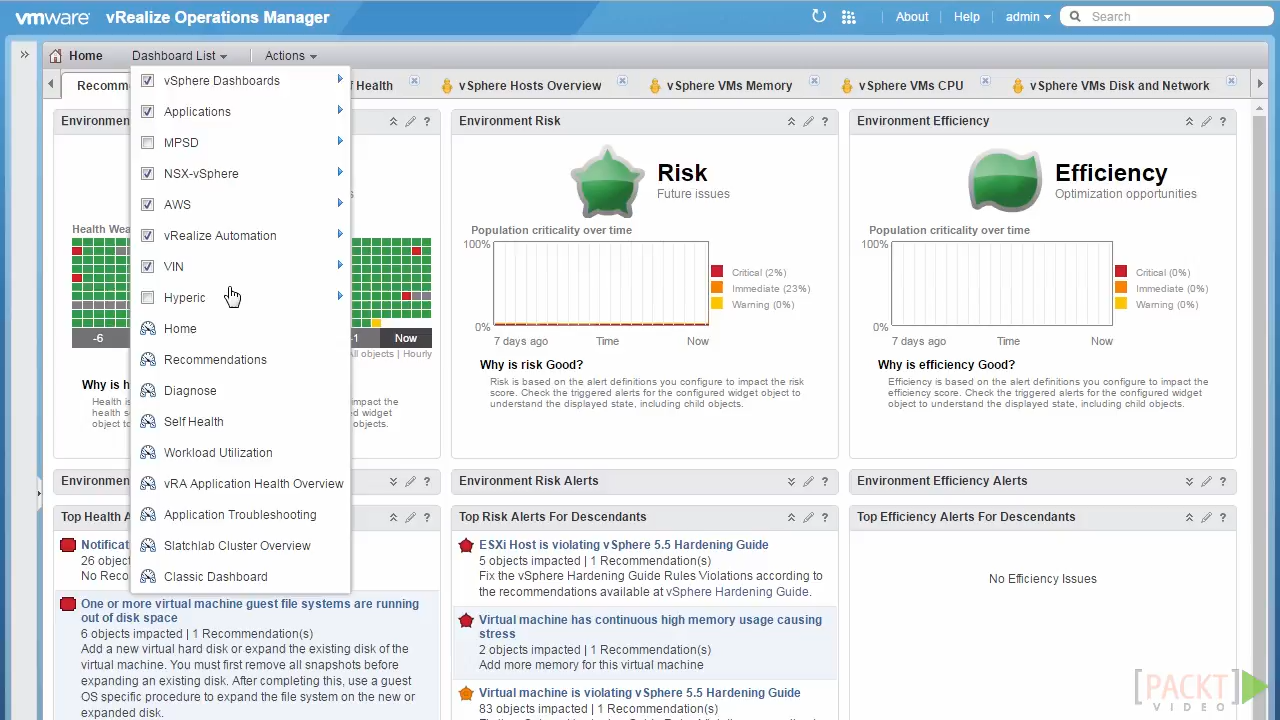 vmware vRealize Operations Manager
About Help admin Search
Home Dashboard List Actions
Recomm
Health
vSphere Hosts Overview
vSphere VMs Memory
vSphere VMs CPU
vSphere VMs Disk and Network
vSphere Dashboards
Applications
MPSD
NSX-vSphere
AWS
vRealize Automation
VIN
Hyperic
Home
Recommendations
Diagnose
Self Health
Workload Utilization
vRA Application Health Overview
Application Troubleshooting
Slatchlab Cluster Overview
Classic Dashboard
Environmen
?
Health Wea
-6
-1
Now
All objects | Hourly
Why is h
Health is
health s
object to
impact the
widget
Environment Risk
?
Risk
Future issues
Population criticality over time
100%
0%
7 days ago Time Now
Critical (2%)
Immediate (23%)
Warning (0%)
Why is risk Good?
Risk is based on the alert definitions you configure to impact the risk
score. Check the triggered alerts for the configured widget object to
understand the displayed state, including child objects.
Environment Efficiency
?
Efficiency
Optimization opportunities
Population criticality over time
100%
0%
7 days ago Time Now
Critical (0%)
Immediate (0%)
Warning (0%)
Why is efficiency Good?
Efficiency is based on the alert definitions you configure to impact the
efficiency score. Check the triggered alerts for the configured widget
object to understand the displayed state, including child objects.
Environmen
?
Environment Risk Alerts
?
Environment Efficiency Alerts
?
Top Health A
?
Notificat
26 objec
No Reco
One or more virtual machine guest file systems are running
out of disk space
6 objects impacted | 1 Recommendation(s)
Add a new virtual hard disk or expand the existing disk of the
virtual machine. You must first remove all snapshots before
expanding an existing disk. After completing this, use a guest
OS specific procedure to expand the file system on the new or
expanded disk.
Top Risk Alerts For Descendants
?
ESXi Host is violating vSphere 5.5 Hardening Guide
5 objects impacted | 1 Recommendation(s)
Fix the vSphere Hardening Guide Rules Violations according to
the recommendations available at vSphere Hardening Guide.
Virtual machine has continuous high memory usage causing
stress
2 objects impacted | 1 Recommendation(s)
Add more memory for this virtual machine
Virtual machine is violating vSphere 5.5 Hardening Guide
83 objects impacted | 1 Recommendation(s)
Top Efficiency Alerts For Descendants
?
No Efficiency Issues
[PACKT]
VIDEO